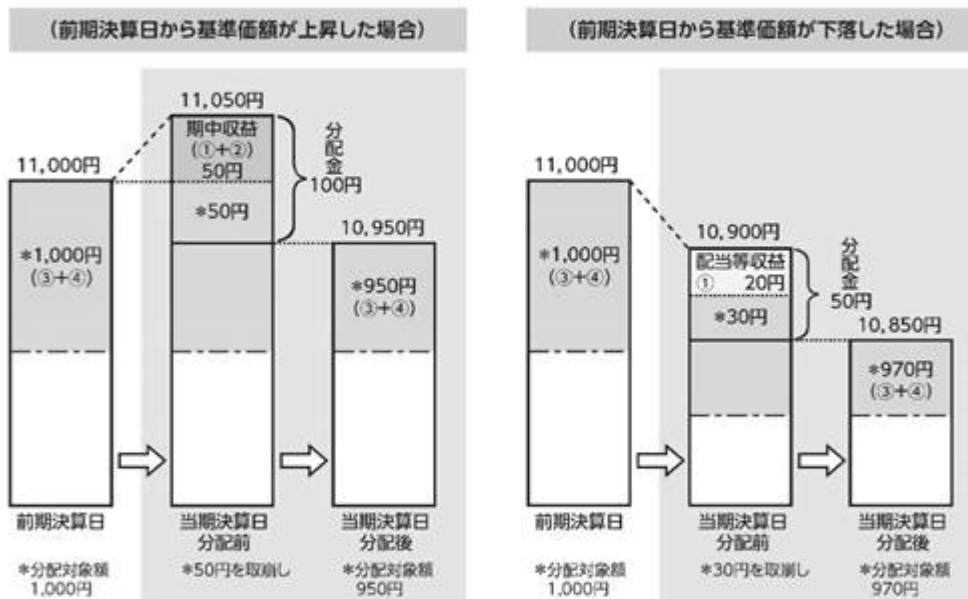 (前期決算日から基準価額が上昇した場合)
11,000円
*1,000円
(③+④)
前期決算日
*分配対象額
1,000円
11,050円
期中収益
(①+②)
50円
*50円
分配金
100円
当期決算日
分配前
*50円を取崩し
10,950円
*950円
(③+④)
当期決算日
分配後
*分配対象額
950円
(前期決算日から基準価額が下落した場合)
11,000円
*1,000円
(③+④)
前期決算日
*分配対象額
1,000円
10,900円
配当等収益
① 20円
*30円
分配金
50円
当期決算日
分配前
*30円を取崩し
10,850円
*970円
(③+④)
当期決算日
分配後
*分配対象額
970円